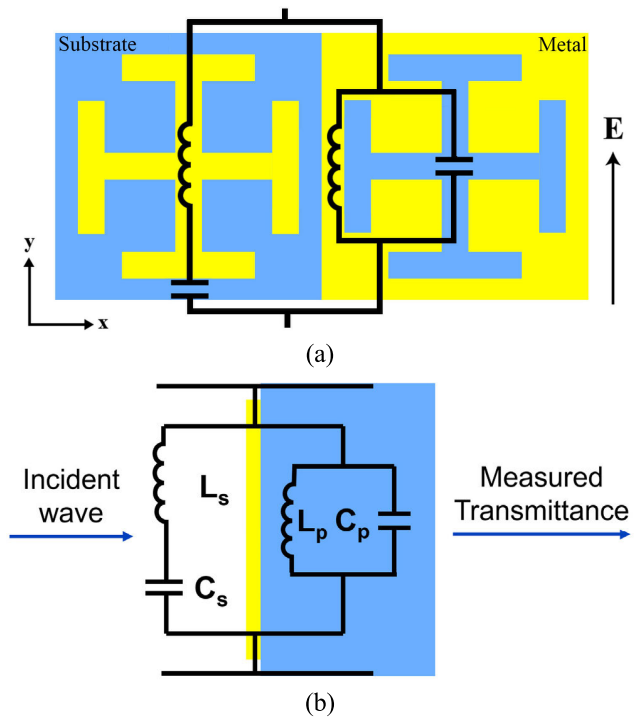 Substrate
Metal
E
y
x
(a)
Incident
wave
Ls
Cs
Lp Cp
Measured
Transmittance
(b)